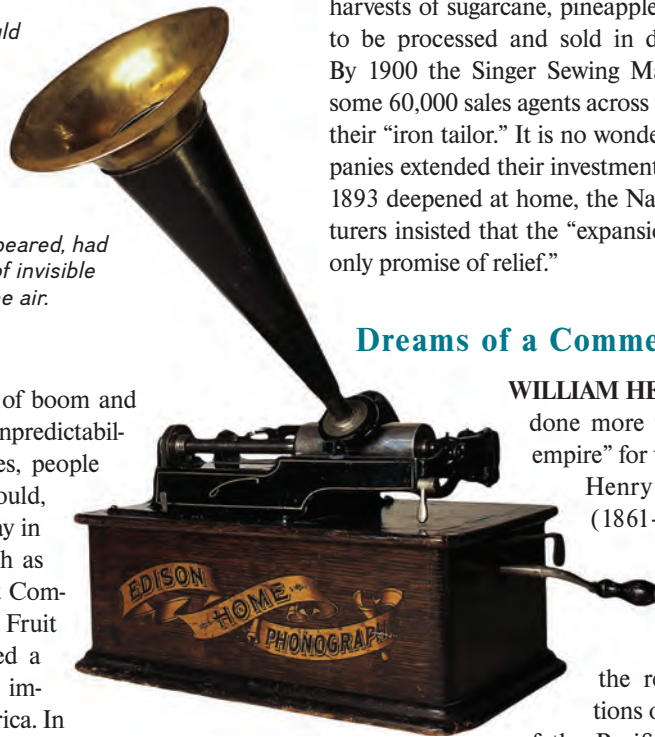 uld
peared, had
of invisible
e air.
of boom and
npredictabil-
es, people
ould,
ay in
h as
Com-
Fruit
ed a
im-
rica. In
EDISON
HOME
PHONOGRAPH
harvests of sugarcane, pineapple
to be processed and sold in d
By 1900 the Singer Sewing Ma
some 60,000 sales agents across
their “iron tailor.” It is no wonde
panies extended their investment
1893 deepened at home, the Na
turers insisted that the “expansio
only promise of relief.”
Dreams of a Comme
WILLIAM HE
done more
empire” for
Henry
(1861-
the re
tions o
of the Pacifi